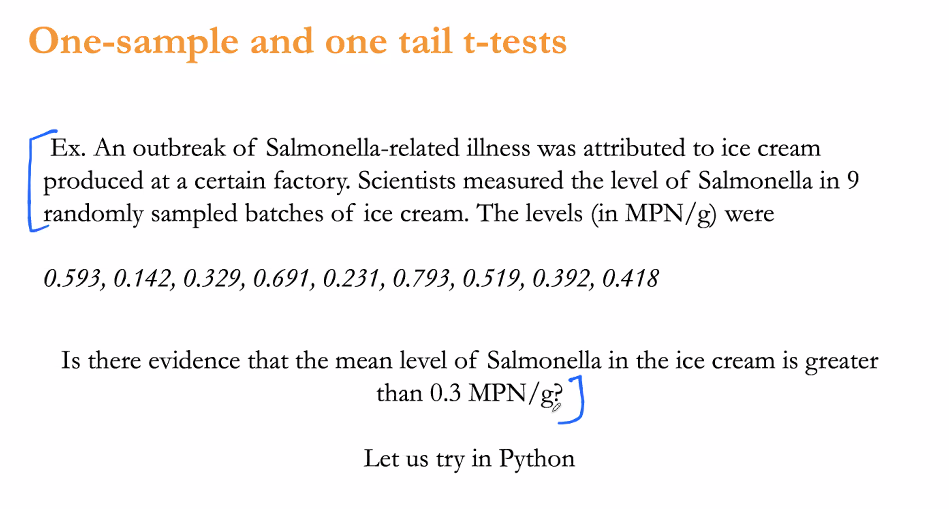 One-sample and one tail t-tests
Ex. An outbreak of Salmonella-related illness was attributed to ice cream
produced at a certain factory. Scientists measured the level of Salmonella in 9
randomly sampled batches of ice cream. The levels (in MPN/g) were
0.593, 0.142, 0.329, 0.691, 0.231, 0.793, 0.519, 0.392, 0.418
Is there evidence that the mean level of Salmonella in the ice cream is greater
than 0.3 MPN/g?
Let us try in Python